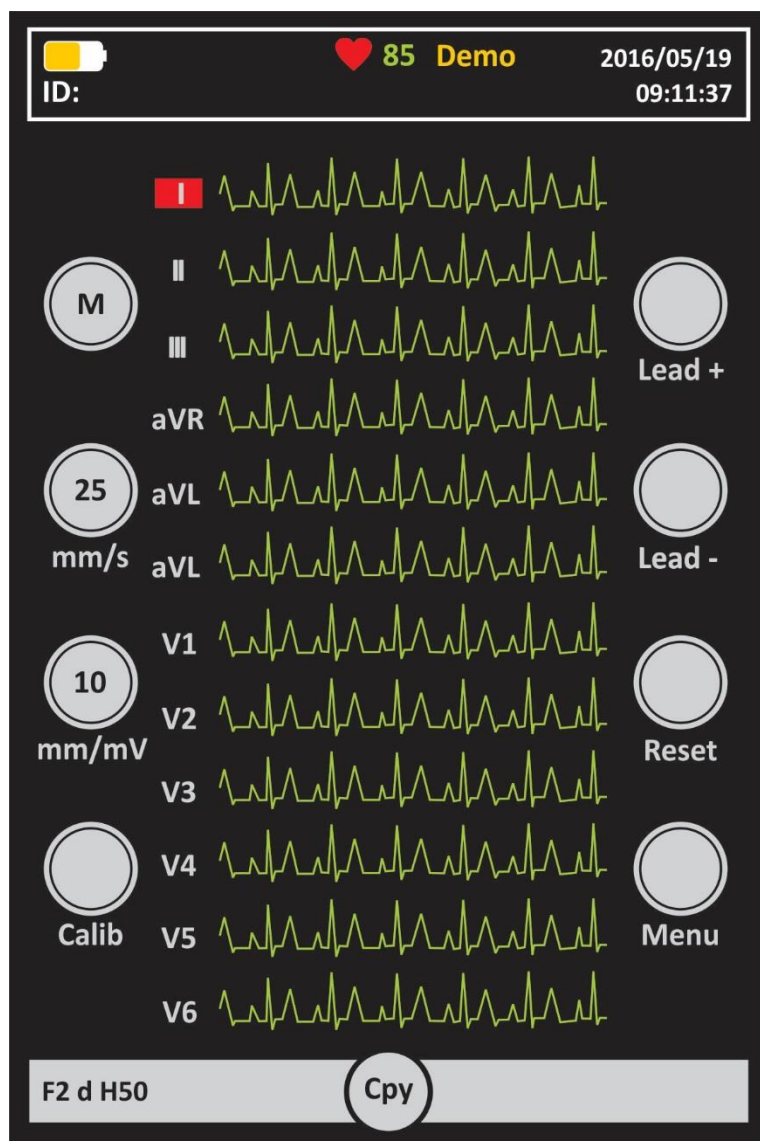 85 Demo 2016/05/19
ID: 09:11:37
I
II
M
III
Lead +
aVR
25
aVL
mm/s
Lead -
aVL
V1
10
V2
mm/mV
Reset
V3
V4
Calib
V5
Menu
V6
F2 d H50
Cpy